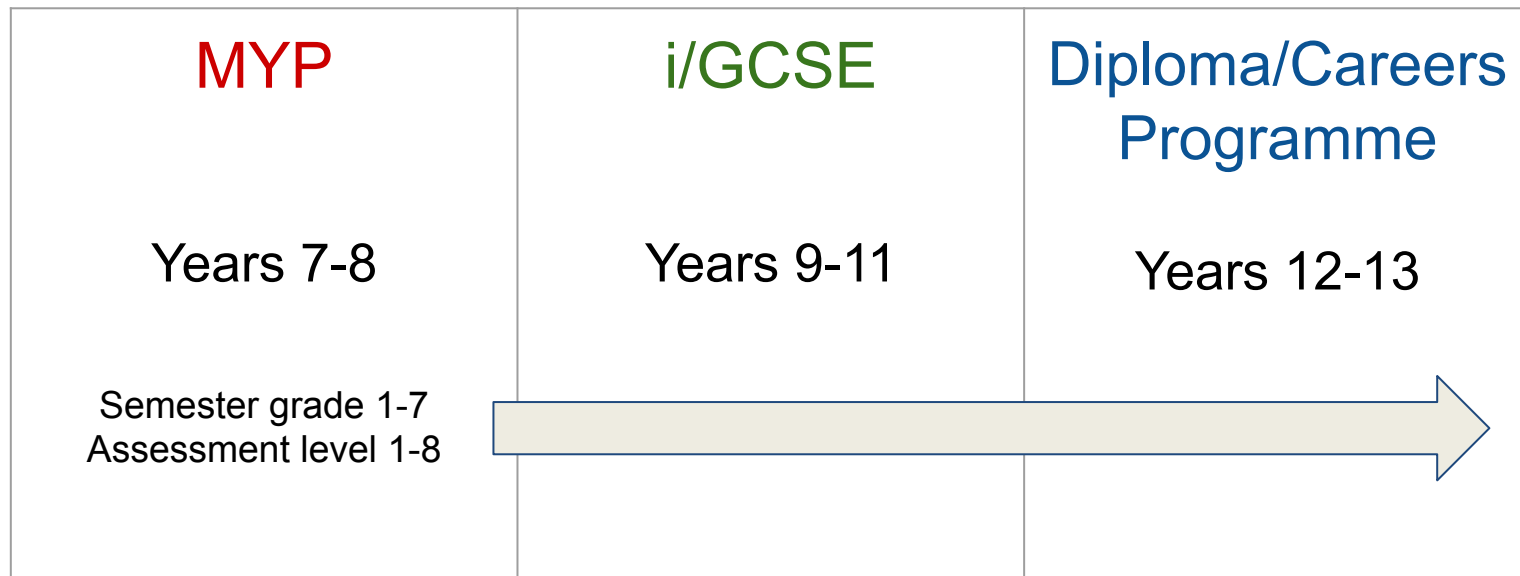 MYP
Years 7-8
Semester grade 1-7
Assessment level 1-8
i/GCSE
Years 9-11
Diploma/Careers
Programme
Years 12-13